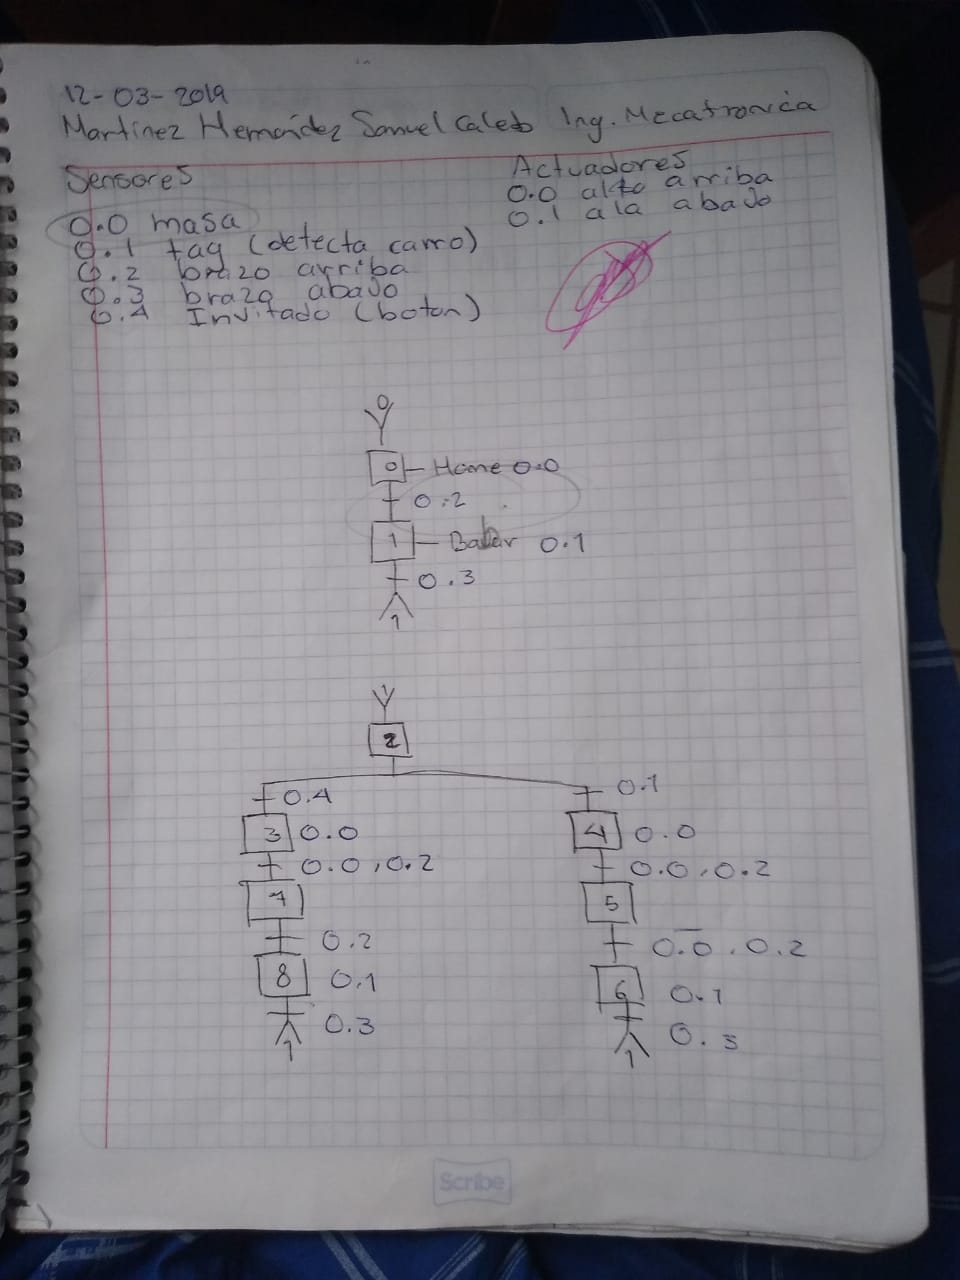 12-03-2019
Martinez Hernández Samuel Caleb Ing. Mecatronica
Sensores
Actuadores
0.0 alto arriba
0.1 ala abajo
0.0 masa
0.1 tag (detecta carro)
0.2 brazo arriba
0.3 brazo abajo
0.4 Invitado (boton)
0
0 Home 0.0
0.2
1 0.1
0.3
1
1
2
0.4 0.1
3 0.0 4 0.0
0.0, 0.2 0.0, 0.2
7 5
0.2 0.0̅ . 0.2
8 0.1 6 0.1
0.3 0.3
1 1
Scribe